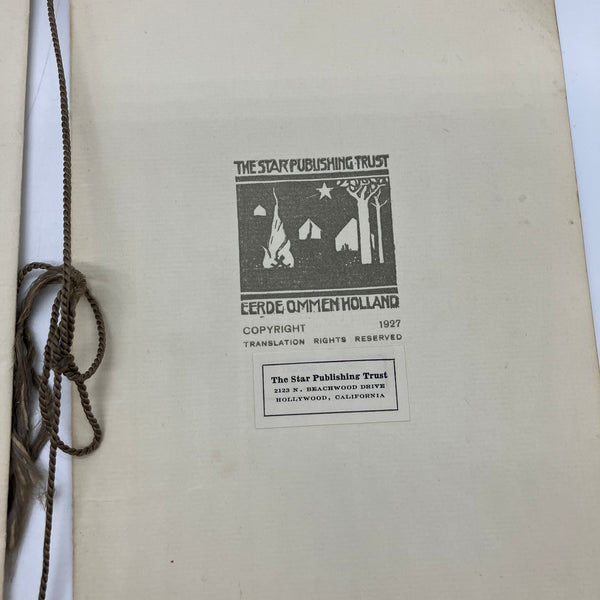 THE STAR PUBLISHING TRUST
EERDE OMMEN HOLLAND
COPYRIGHT 1927
TRANSLATION RIGHTS RESERVED
The Star Publishing Trust
2123 N. BEACHWOOD DRIVE
HOLLYWOOD, CALIFORNIA